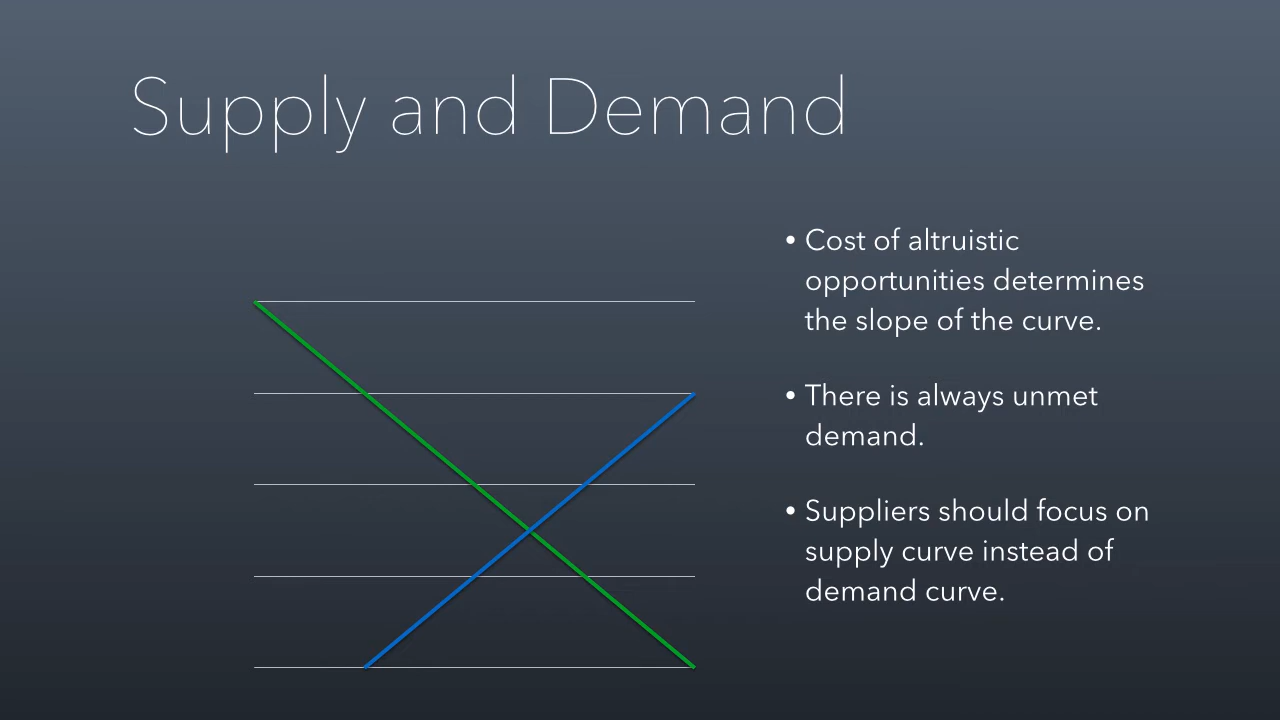 Supply and Demand
• Cost of altruistic
opportunities determines
the slope of the curve.
• There is always unmet
demand.
• Suppliers should focus on
supply curve instead of
demand curve.